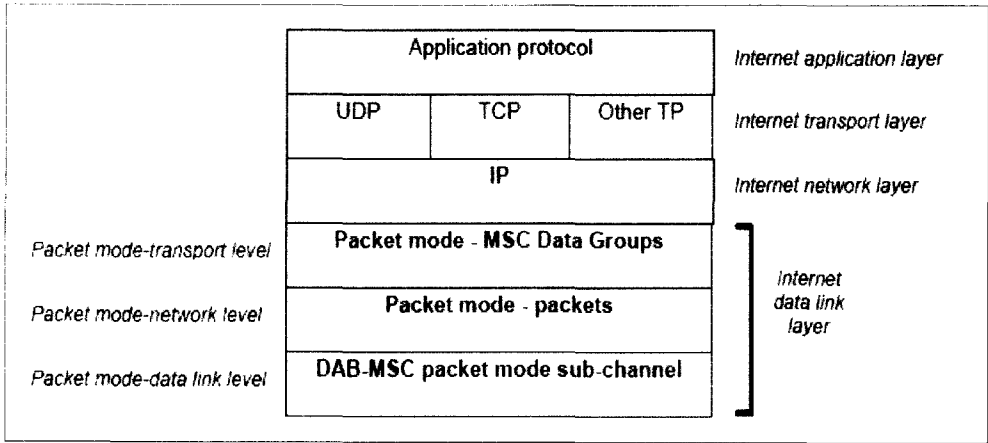 Application protocol
Internet application layer
UDP TCP Other TP
Internet transport layer
IP
Internet network layer
Packet mode-transport level
Packet mode - MSC Data Groups
Packet mode-network level
Packet mode - packets
Internet
data link
layer
Packet mode-data link level
DAB-MSC packet mode sub-channel